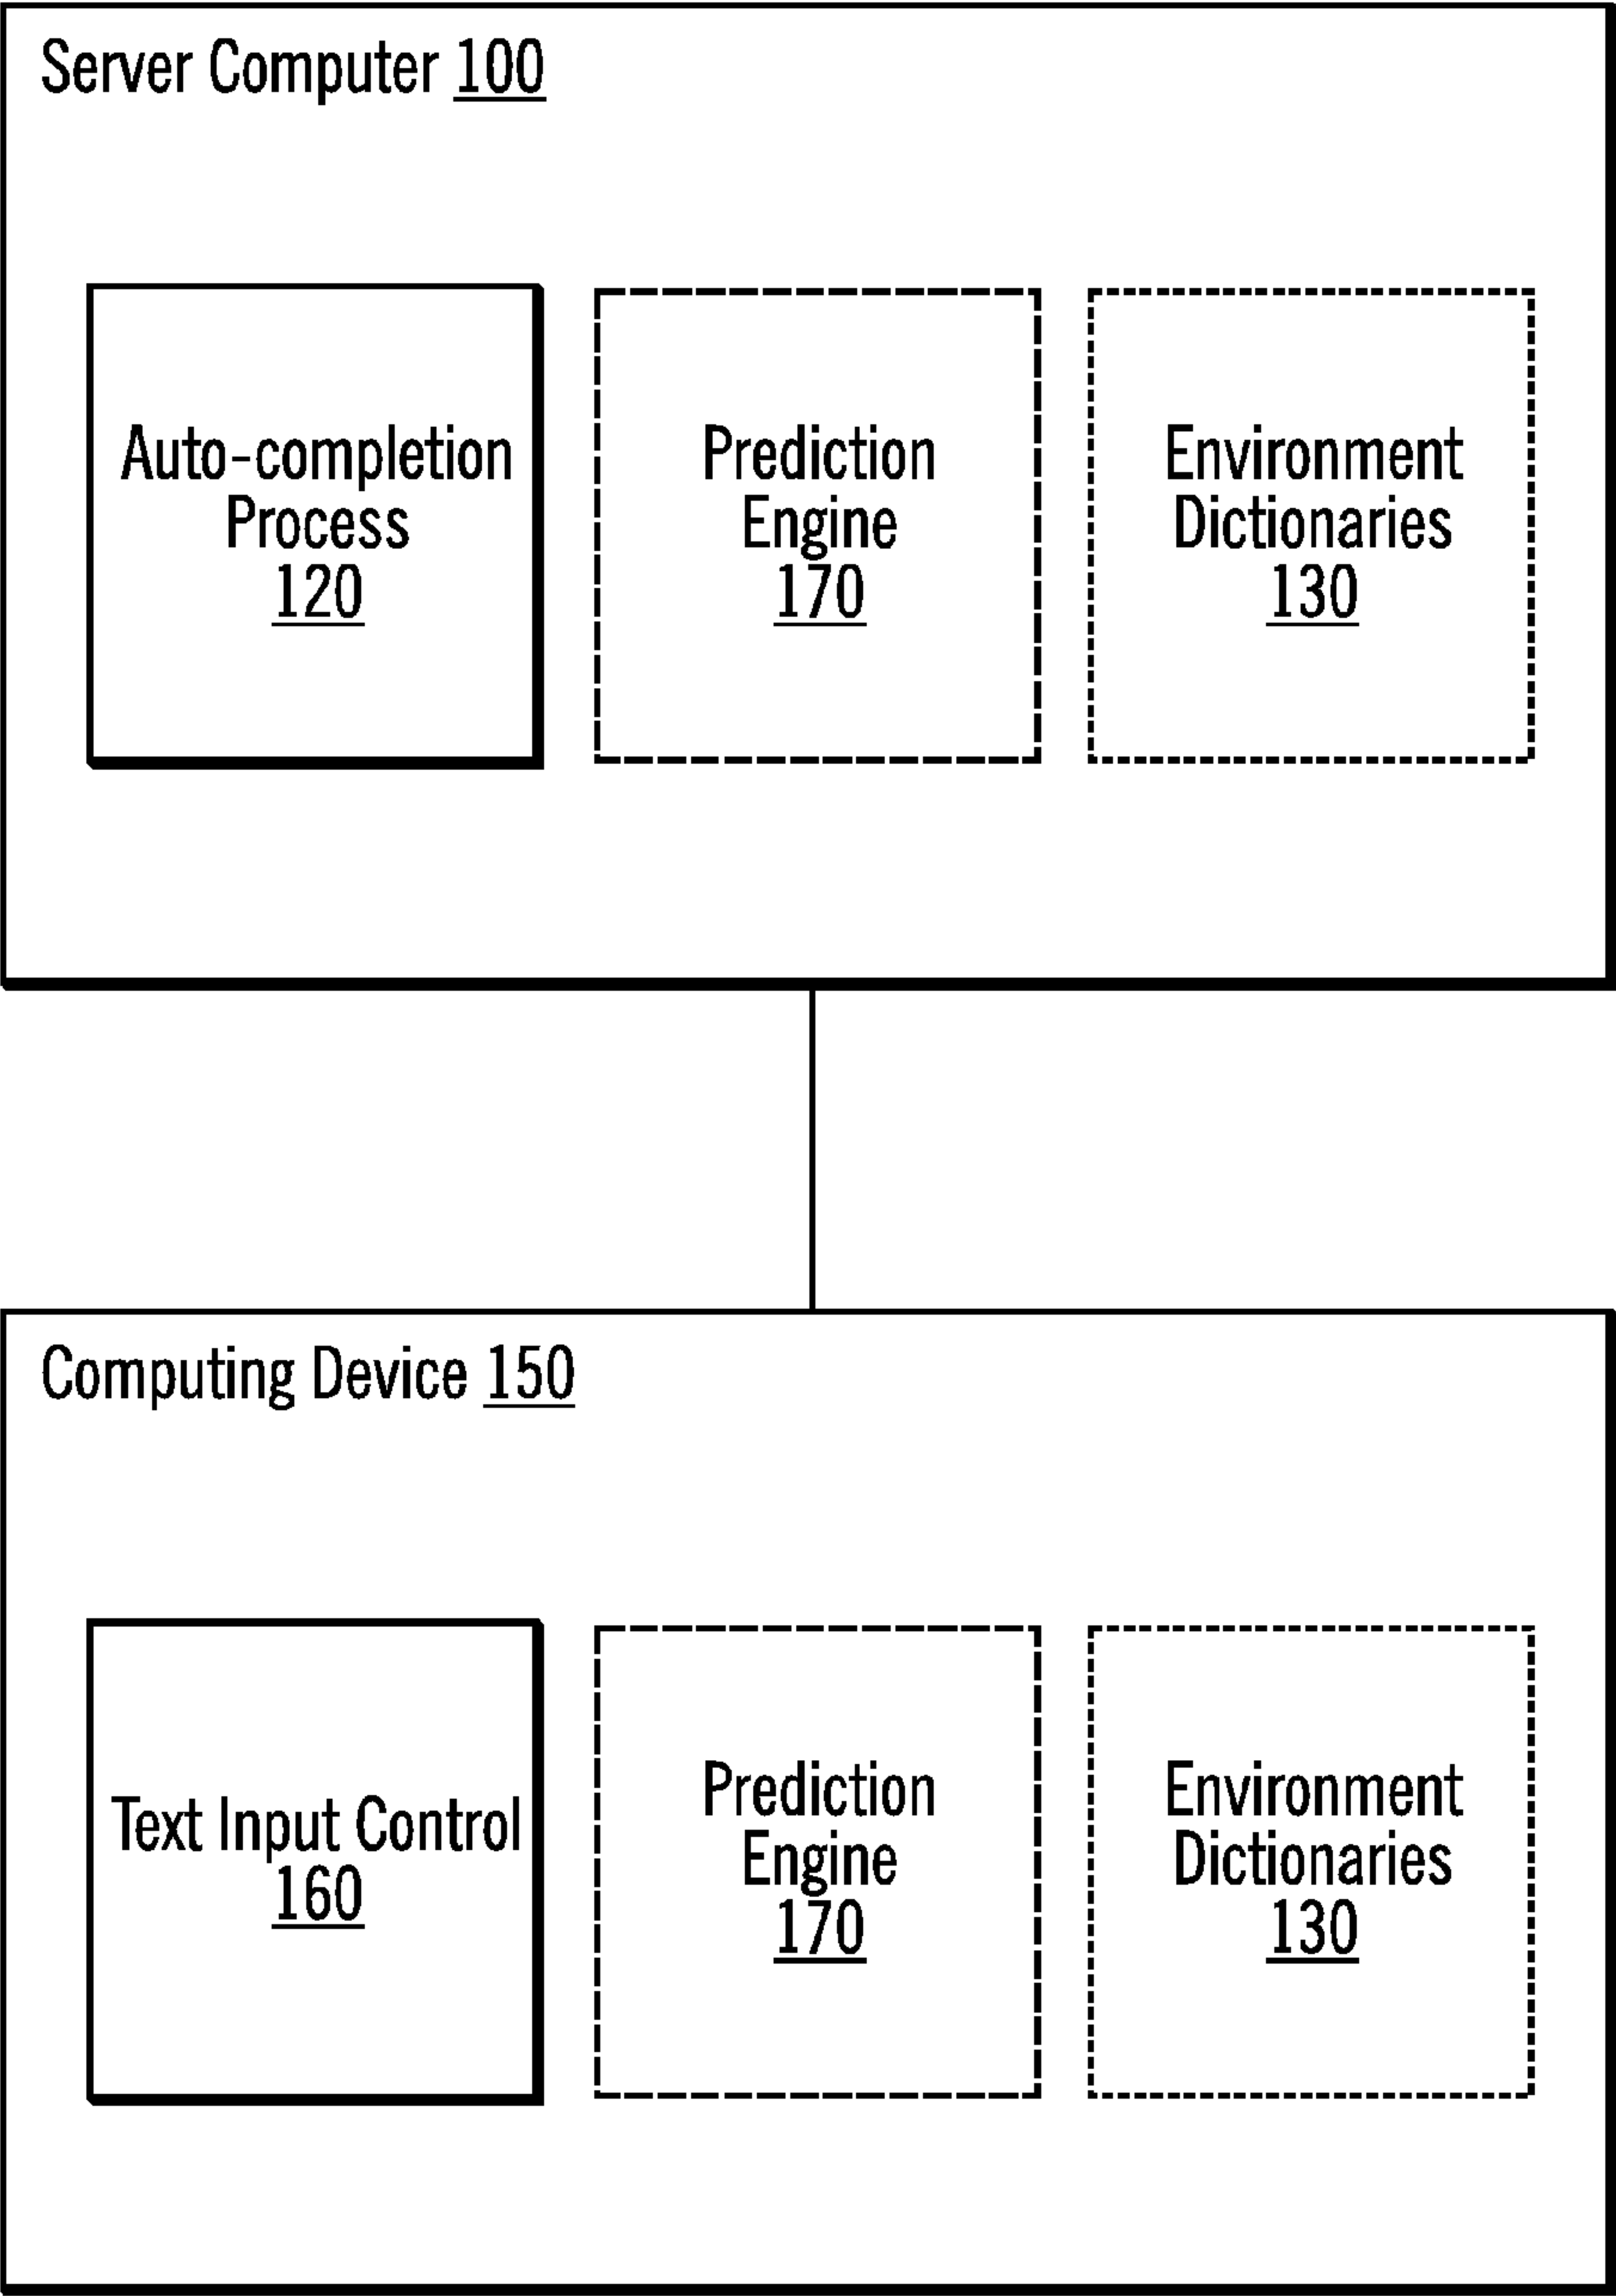 Server Computer 100
Auto-completion
Process
120
Prediction
Engine
170
Environment
Dictionaries
130
Computing Device 150
Text Input Control
160
Prediction
Engine
170
Environment
Dictionaries
130